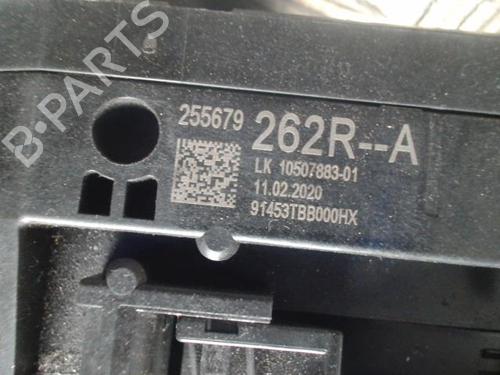 B-PARTS
255679
262R--A
LK 10507883-01
11.02.2020
91453TBB000HX